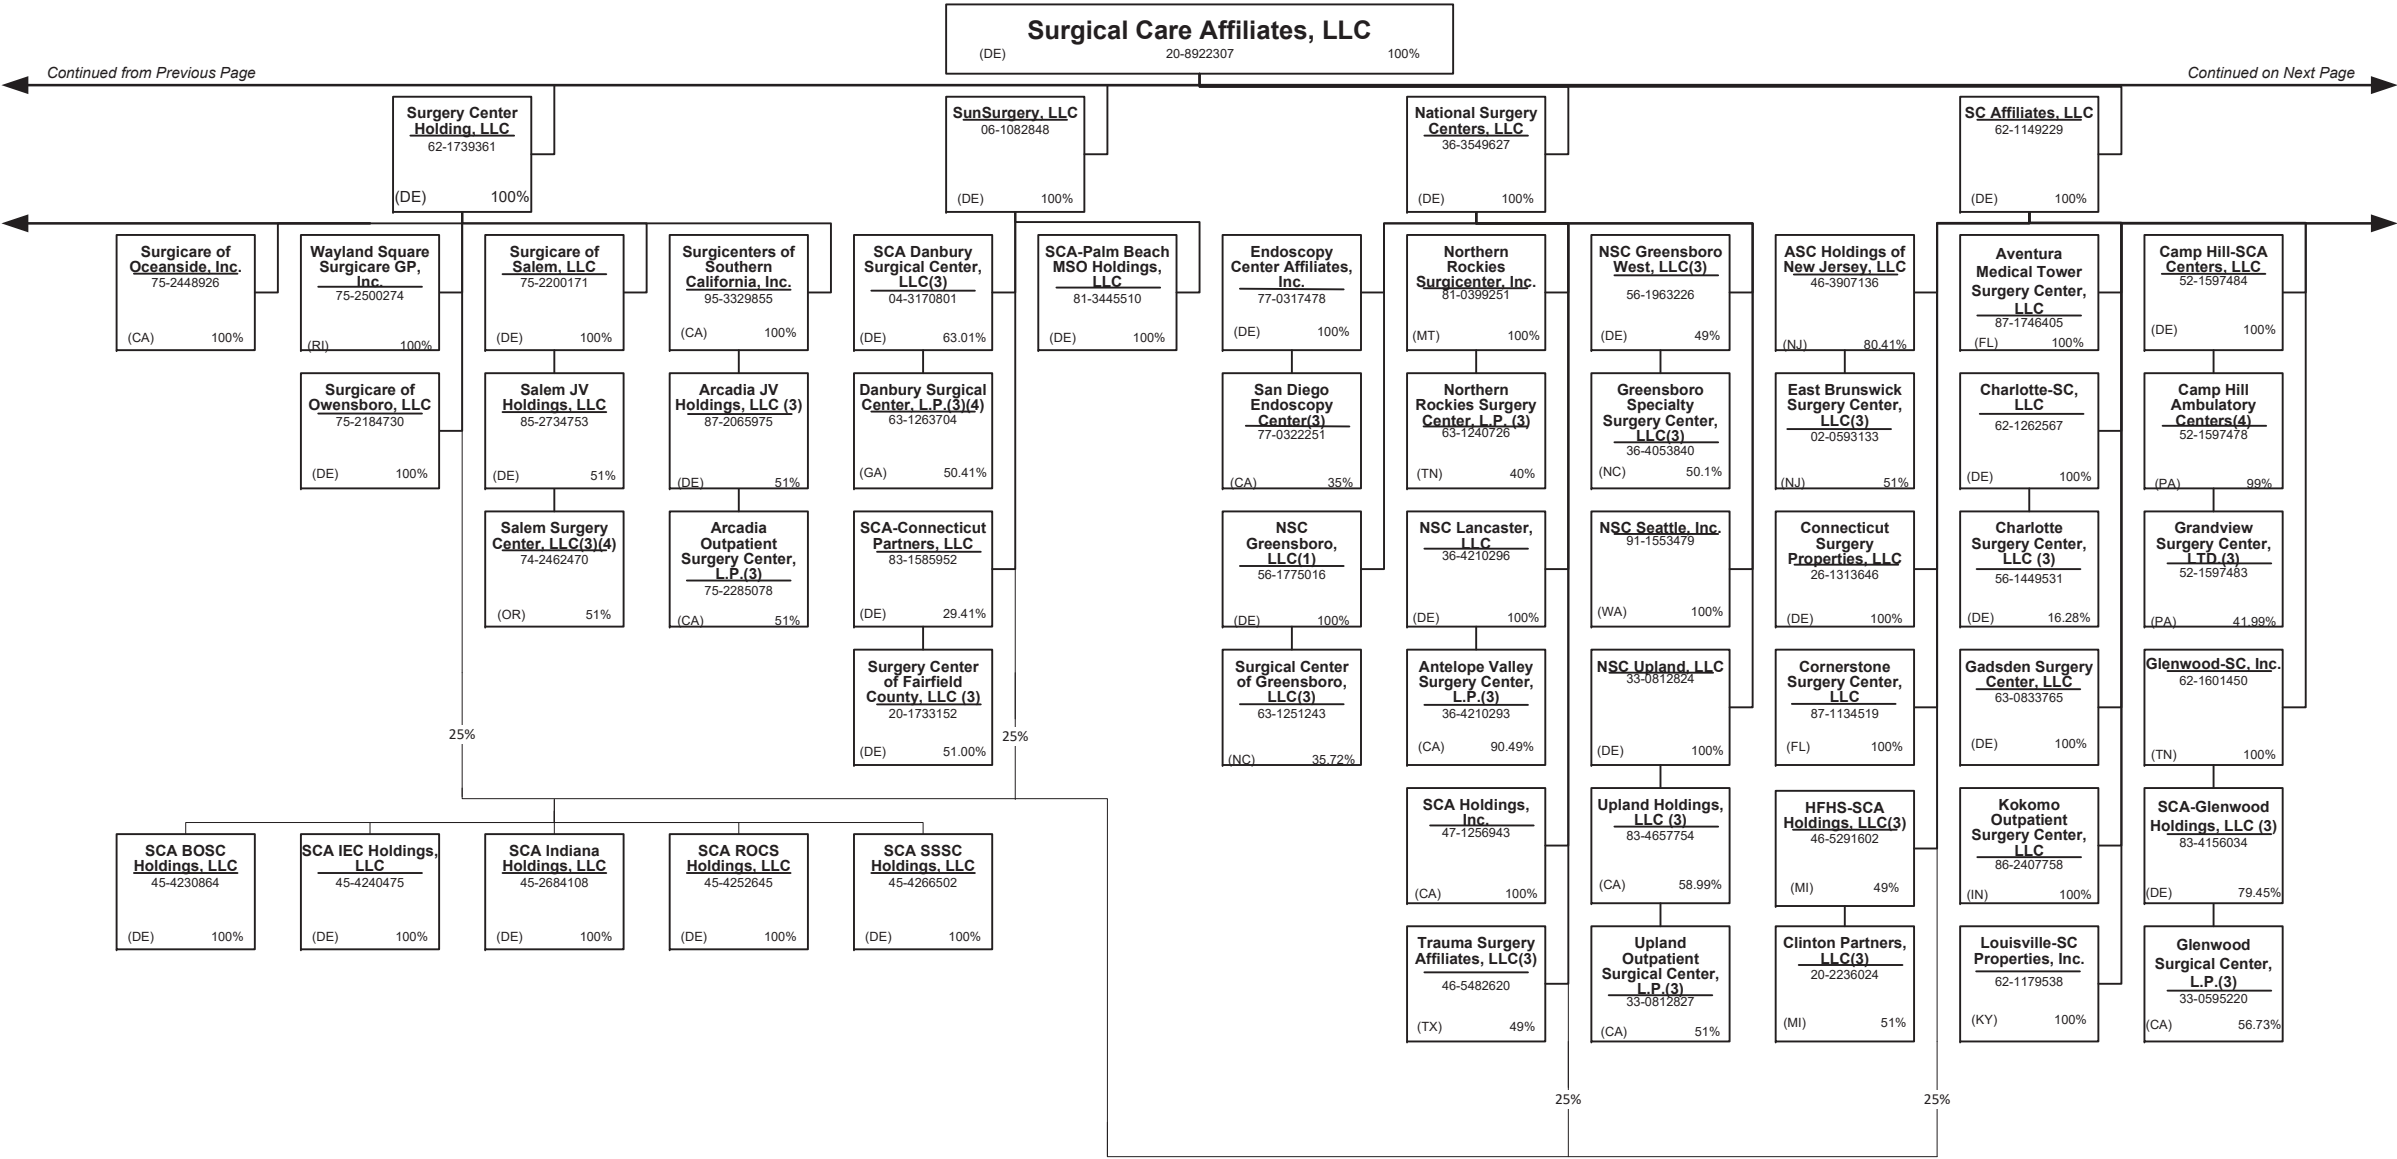 Surgical Care Affiliates, LLC
(DE) 20-8922307 100%
Continued from Previous Page
Continued on Next Page
Surgery Center
Holding, LLC
62-1739361
(DE) 100%
SunSurgery, LLC
06-1082848
(DE) 100%
National Surgery
Centers, LLC
36-3549627
(DE) 100%
SC Affiliates, LLC
62-1149229
(DE) 100%
Surgicare of
Oceanside, Inc.
75-2448926
(CA) 100%
Wayland Square
Surgicare GP,
Inc.
75-2500274
(RI) 100%
Surgicare of
Salem, LLC
75-2200171
(DE) 100%
Surgicenters of
Southern
California, Inc.
95-3329855
(CA) 100%
SCA Danbury
Surgical Center,
LLC(3)
04-3170801
(DE) 63.01%
SCA-Palm Beach
MSO Holdings,
LLC
81-3445510
(DE) 100%
Endoscopy
Center Affiliates,
Inc.
77-0317478
(DE) 100%
Northern
Rockies
Surgicenter, Inc.
81-0399251
(MT) 100%
NSC Greensboro
West, LLC(3)
56-1963226
(DE) 49%
ASC Holdings of
New Jersey, LLC
46-3907136
(NJ) 80.41%
Aventura
Medical Tower
Surgery Center,
LLC
87-1746405
(FL) 100%
Camp Hill-SCA
Centers, LLC
52-1597484
(DE) 100%
Surgicare of
Owensboro, LLC
75-2184730
(DE) 100%
Salem JV
Holdings, LLC
85-2734753
(DE) 51%
Arcadia JV
Holdings, LLC (3)
87-2065975
(DE) 51%
Danbury Surgical
Center, L.P.(3)(4)
63-1263704
(GA) 50.41%
San Diego
Endoscopy
Center(3)
77-0322251
(CA) 35%
Northern
Rockies Surgery
Center, L.P. (3)
63-1240726
(TN) 40%
Greensboro
Specialty
Surgery Center,
LLC(3)
36-4053840
(NC) 50.1%
East Brunswick
Surgery Center,
LLC(3)
02-0593133
(NJ) 51%
Charlotte-SC,
LLC
62-1262567
(DE) 100%
Camp Hill
Ambulatory
Centers(4)
52-1597478
(PA) 99%
Salem Surgery
Center, LLC(3)(4)
74-2462470
(OR) 51%
Arcadia
Outpatient
Surgery Center,
L.P.(3)
75-2285078
(CA) 51%
SCA-Connecticut
Partners, LLC
83-1585952
(DE) 29.41%
NSC
Greensboro,
LLC(1)
56-1775016
(DE) 100%
NSC Lancaster,
LLC
36-4210296
(DE) 100%
NSC Seattle, Inc.
91-1553479
(WA) 100%
Connecticut
Surgery
Properties, LLC
26-1313646
(DE) 100%
Charlotte
Surgery Center,
LLC (3)
56-1449531
(DE) 16.28%
Grandview
Surgery Center,
LTD.(3)
52-1597483
(PA) 41.99%
Surgery Center
of Fairfield
County, LLC (3)
20-1733152
(DE) 51.00%
Surgical Center
of Greensboro,
LLC(3)
63-1251243
(NC) 35.72%
Antelope Valley
Surgery Center,
L.P.(3)
36-4210293
(CA) 90.49%
NSC Upland, LLC
33-0812824
(DE) 100%
Cornerstone
Surgery Center,
LLC
87-1134519
(FL) 100%
Gadsden Surgery
Center, LLC
63-0833765
(DE) 100%
Glenwood-SC, Inc.
62-1601450
(TN) 100%
25%
25%
SCA Holdings,
Inc.
47-1256943
(CA) 100%
Upland Holdings,
LLC (3)
83-4657754
(CA) 58.99%
HFHS-SCA
Holdings, LLC(3)
46-5291602
(MI) 49%
Kokomo
Outpatient
Surgery Center,
LLC
86-2407758
(IN) 100%
SCA-Glenwood
Holdings, LLC (3)
83-4156034
(DE) 79.45%
SCA BOSC
Holdings, LLC
45-4230864
(DE) 100%
SCA IEC Holdings,
LLC
45-4240475
(DE) 100%
SCA Indiana
Holdings, LLC
45-2684108
(DE) 100%
SCA ROCS
Holdings, LLC
45-4252645
(DE) 100%
SCA SSSC
Holdings, LLC
45-4266502
(DE) 100%
Trauma Surgery
Affiliates, LLC(3)
46-5482620
(TX) 49%
Upland
Outpatient
Surgical Center,
L.P.(3)
33-0812827
(CA) 51%
Clinton Partners,
LLC(3)
20-2236024
(MI) 51%
Louisville-SC
Properties, Inc.
62-1179538
(KY) 100%
Glenwood
Surgical Center,
L.P.(3)
33-0595220
(CA) 56.73%
25%
25%